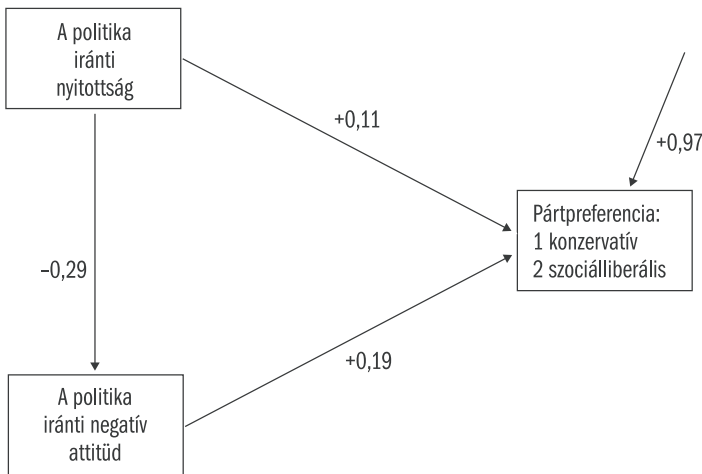 A politika
iránti
nyitottság
+0,11
+0,97
Pártpreferencia:
1 konzervatív
2 szociálliberális
–0,29
+0,19
A politika
iránti negatív
attitűd